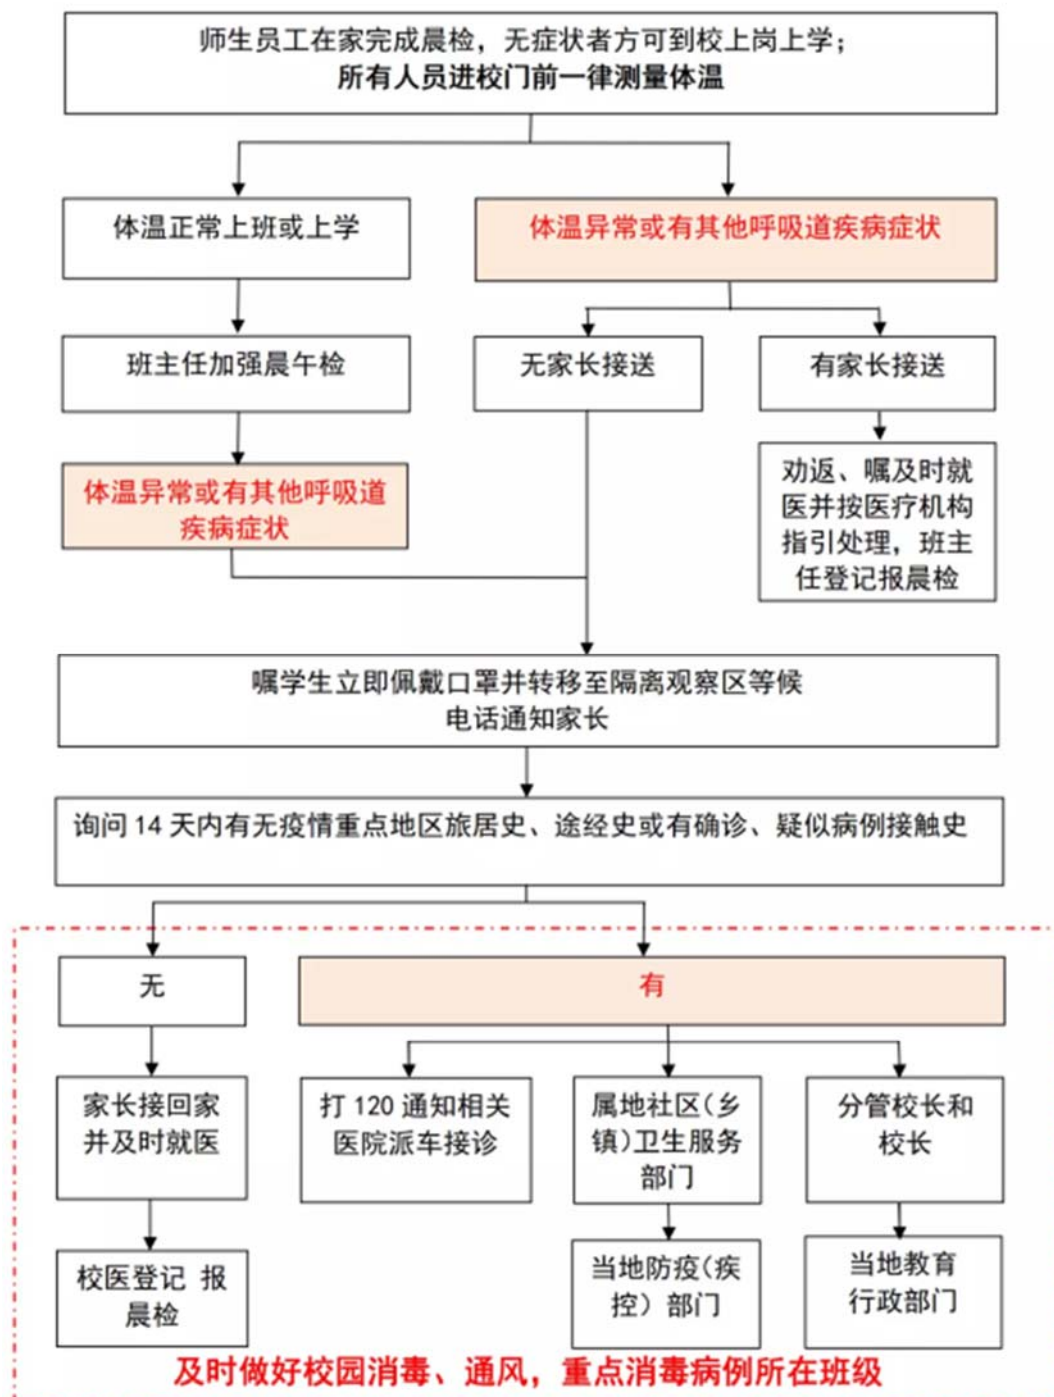 师生员工在家完成晨检，无症状者方可到校上岗上学；
所有人员进校门前一律测量体温
体温正常上班或上学
体温异常或有其他呼吸道疾病症状
班主任加强晨午检
无家长接送
有家长接送
体温异常或有其他呼吸道
疾病症状
劝返、嘱及时就
医并按医疗机构
指引处理，班主
任登记报晨检
嘱学生立即佩戴口罩并转移至隔离观察区等候
电话通知家长
询问 14 天内有无疫情重点地区旅居史、途经史或有确诊、疑似病例接触史
无
有
家长接回家
并及时就医
打 120 通知相关
医院派车接诊
属地社区（乡
镇）卫生服务
部门
分管校长和
校长
校医登记 报
晨检
当地防疫（疾
控）部门
当地教育
行政部门
及时做好校园消毒、通风，重点消毒病例所在班级